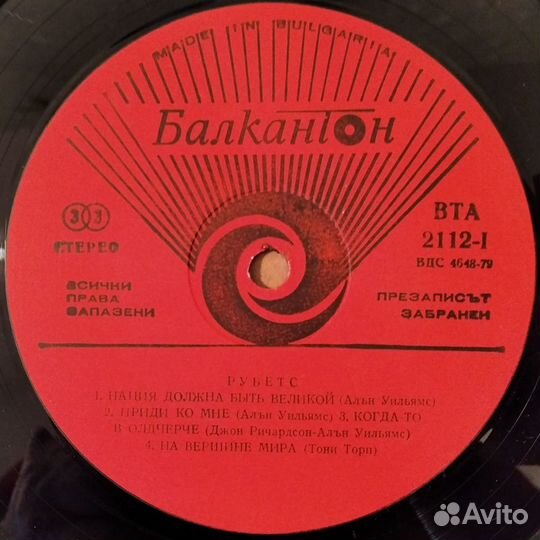 MADE IN BULGARIA
Балкантон
33
СТЕРЕО
ВТА
2112-I
БДС 4648-79
ВСИЧКИ
ПРАВА
ЗАПАЗЕНИ
ПРЕЗАПИСЪТ
ЗАБРАНЕН
РУБЕТС
1. НАЦИЯ ДОЛЖНА БЫТЬ ВЕЛИКОЙ (Алън Уильямс)
2. ПРИДИ КО МНЕ (Алън Уильямс) 3. КОГДА-ТО
В ОЛДЧЕРЧЕ (Джон Ричардсон-Алън Уильямс)
4. НА ВЕРШИНЕ МИРА (Тони Торп)
Avito